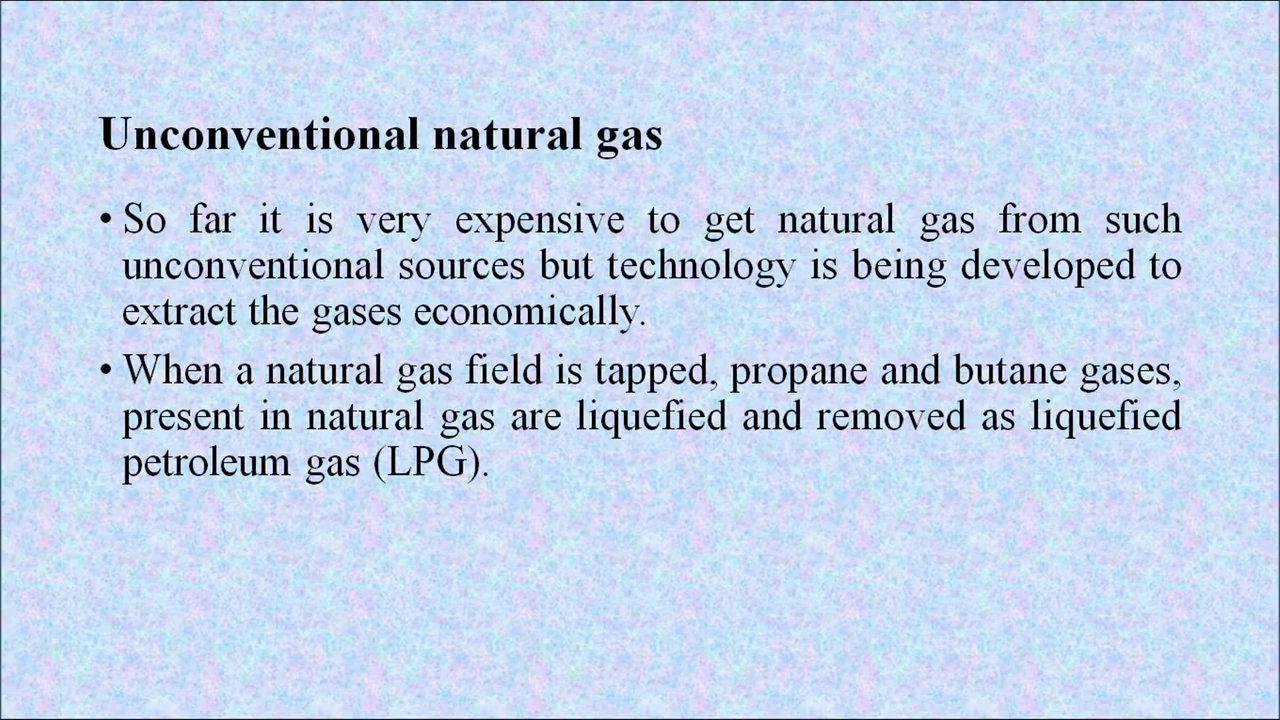 Unconventional natural gas
• So far it is very expensive to get natural gas from such
unconventional sources but technology is being developed to
extract the gases economically.
• When a natural gas field is tapped, propane and butane gases,
present in natural gas are liquefied and removed as liquefied
petroleum gas (LPG).